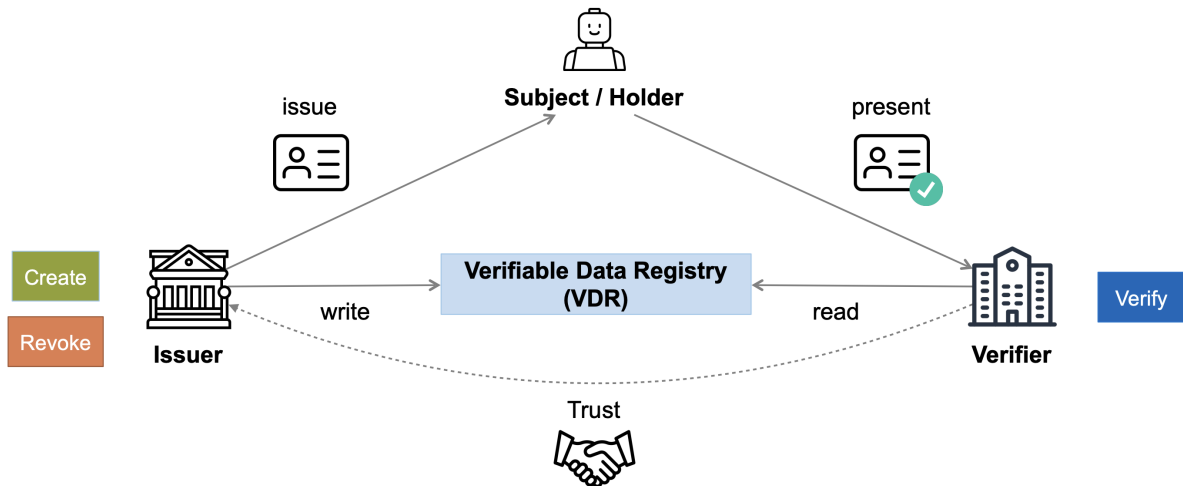 Subject / Holder
issue
present
Create
Revoke
Issuer
write
Verifiable Data Registry
(VDR)
read
Verifier
Verify
Trust